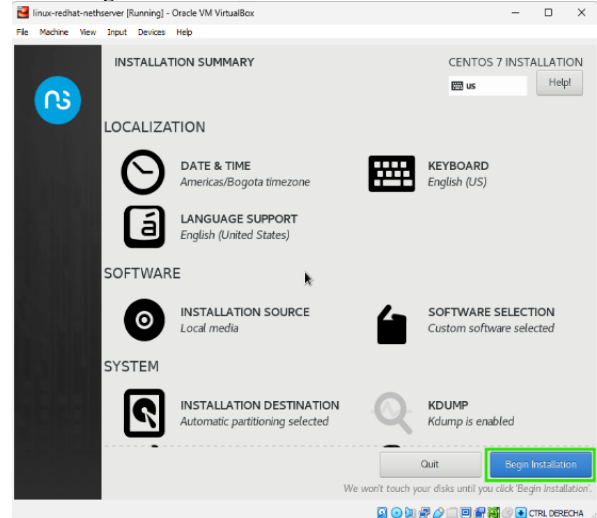 linux-redhat-nethserver [Running] - Oracle VM VirtualBox
File Machine View Input Devices Help
INSTALLATION SUMMARY
CENTOS 7 INSTALLATION
us
Help!
LOCALIZATION
DATE & TIME
Americas/Bogota timezone
KEYBOARD
English (US)
á
LANGUAGE SUPPORT
English (United States)
SOFTWARE
INSTALLATION SOURCE
Local media
SOFTWARE SELECTION
Custom software selected
SYSTEM
INSTALLATION DESTINATION
Automatic partitioning selected
KDUMP
Kdump is enabled
Quit
Begin Installation
We won't touch your disks until you click 'Begin Installation'.
CTRL DERECHA